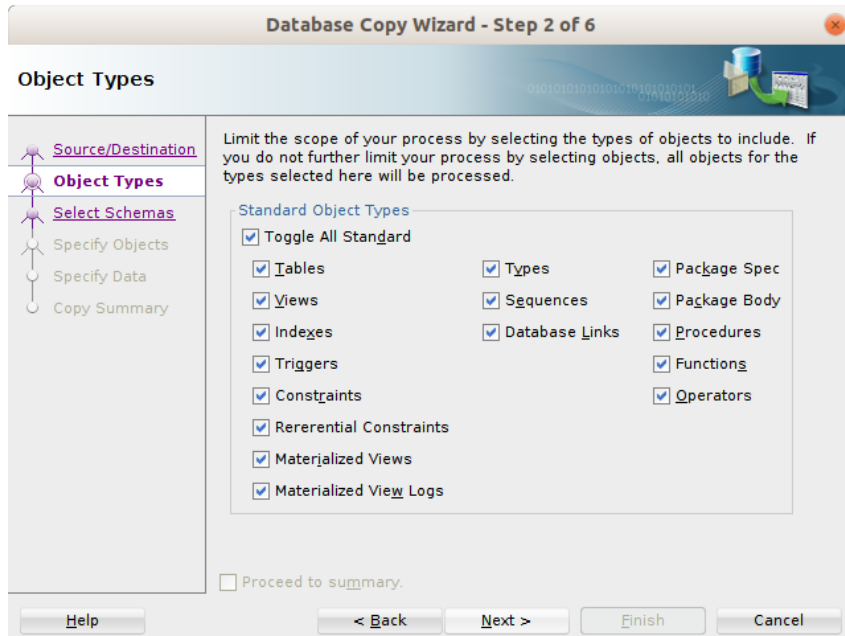 Database Copy Wizard - Step 2 of 6
Object Types
Source/Destination
Object Types
Select Schemas
Specify Objects
Specify Data
Copy Summary
Limit the scope of your process by selecting the types of objects to include. If
you do not further limit your process by selecting objects, all objects for the
types selected here will be processed.
Standard Object Types
Toggle All Standard
Tables
Types
Package Spec
Views
Sequences
Package Body
Indexes
Database Links
Procedures
Triggers
Functions
Constraints
Operators
Rererential Constraints
Materialized Views
Materialized View Logs
Proceed to summary.
Help
< Back
Next >
Finish
Cancel